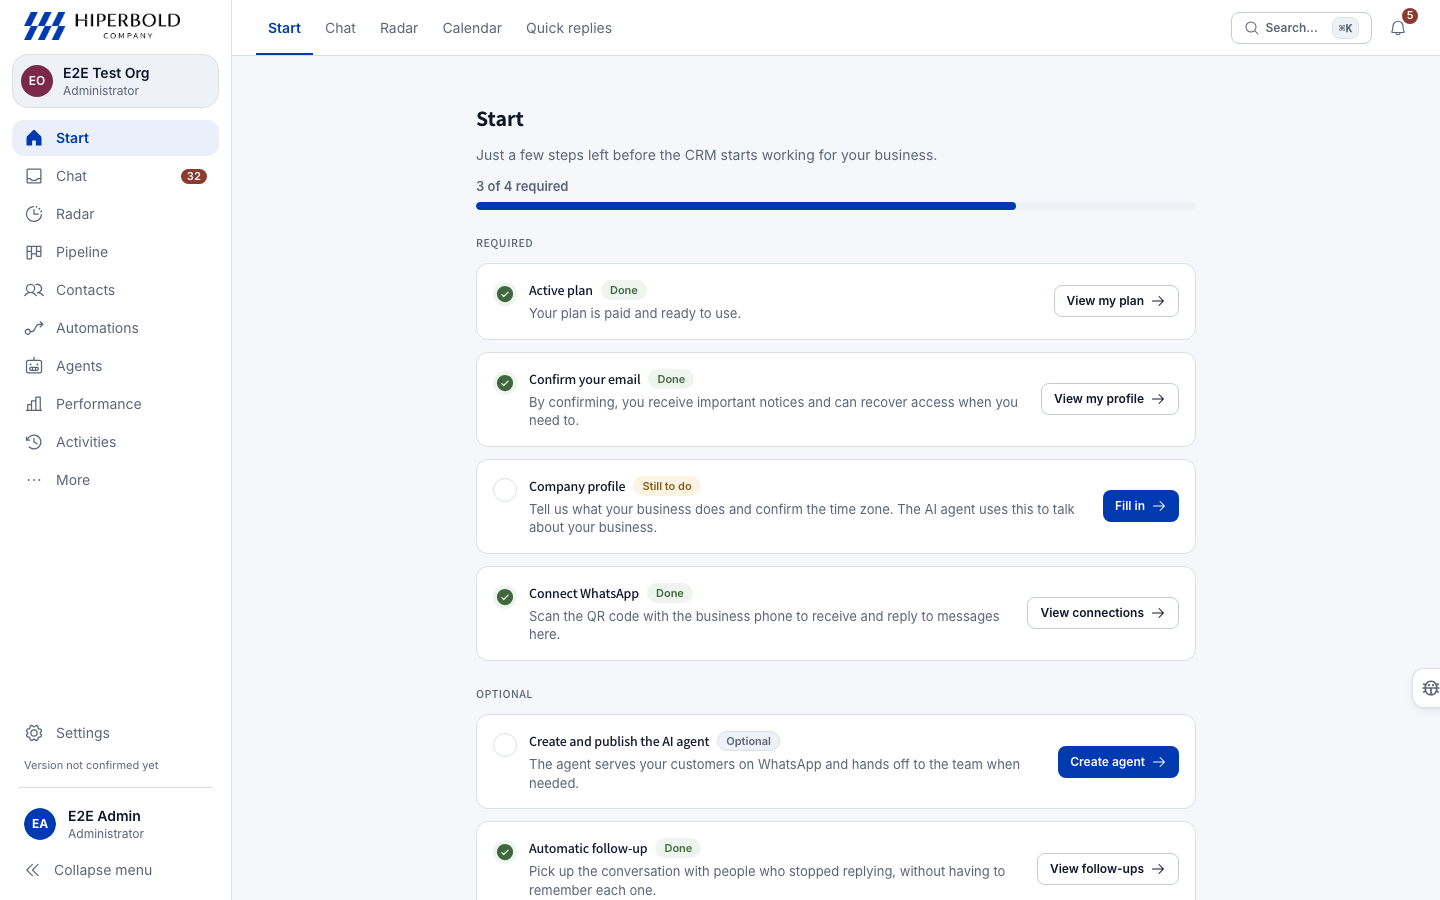 HIPERBOLD
COMPANY
EO
E2E Test Org
Administrator
Start
Chat
32
Radar
Pipeline
Contacts
Automations
Agents
Performance
Activities
More
Settings
Version not confirmed yet
EA
E2E Admin
Administrator
Collapse menu
Start
Chat
Radar
Calendar
Quick replies
Search...
⌘K
5
Start
Just a few steps left before the CRM starts working for your business.
3 of 4 required
REQUIRED
Active plan
Done
Your plan is paid and ready to use.
View my plan
Confirm your email
Done
By confirming, you receive important notices and can recover access when you
need to.
View my profile
Company profile
Still to do
Tell us what your business does and confirm the time zone. The AI agent uses this to talk
about your business.
Fill in
Connect WhatsApp
Done
Scan the QR code with the business phone to receive and reply to messages
here.
View connections
OPTIONAL
Create and publish the AI agent
Optional
The agent serves your customers on WhatsApp and hands off to the team when
needed.
Create agent
Automatic follow-up
Done
Pick up the conversation with people who stopped replying, without having to
remember each one.
View follow-ups